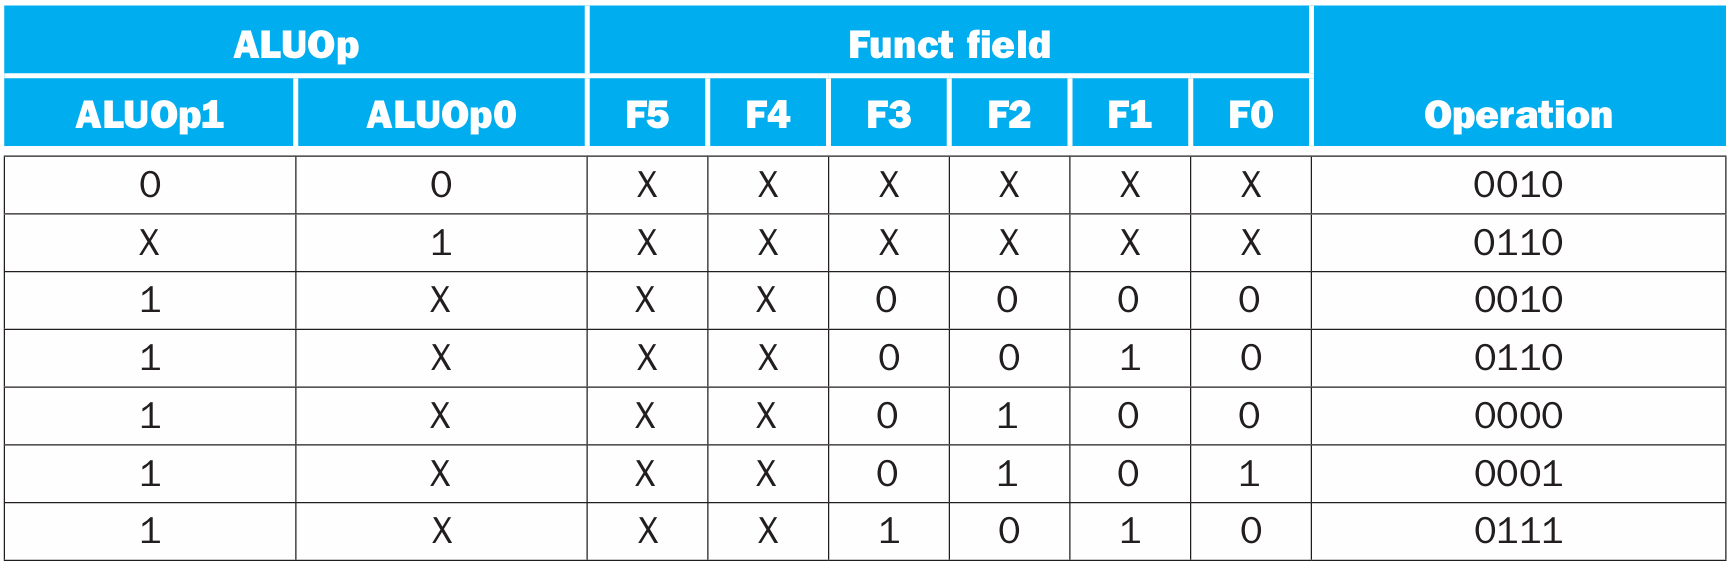 ALUOp Funct field Operation
ALUOp1 ALUOp0 F5 F4 F3 F2 F1 F0
0 0 X X X X X X 0010
X 1 X X X X X X 0110
1 X X X 0 0 0 0 0010
1 X X X 0 0 1 0 0110
1 X X X 0 1 0 0 0000
1 X X X 0 1 0 1 0001
1 X X X 1 0 1 0 0111